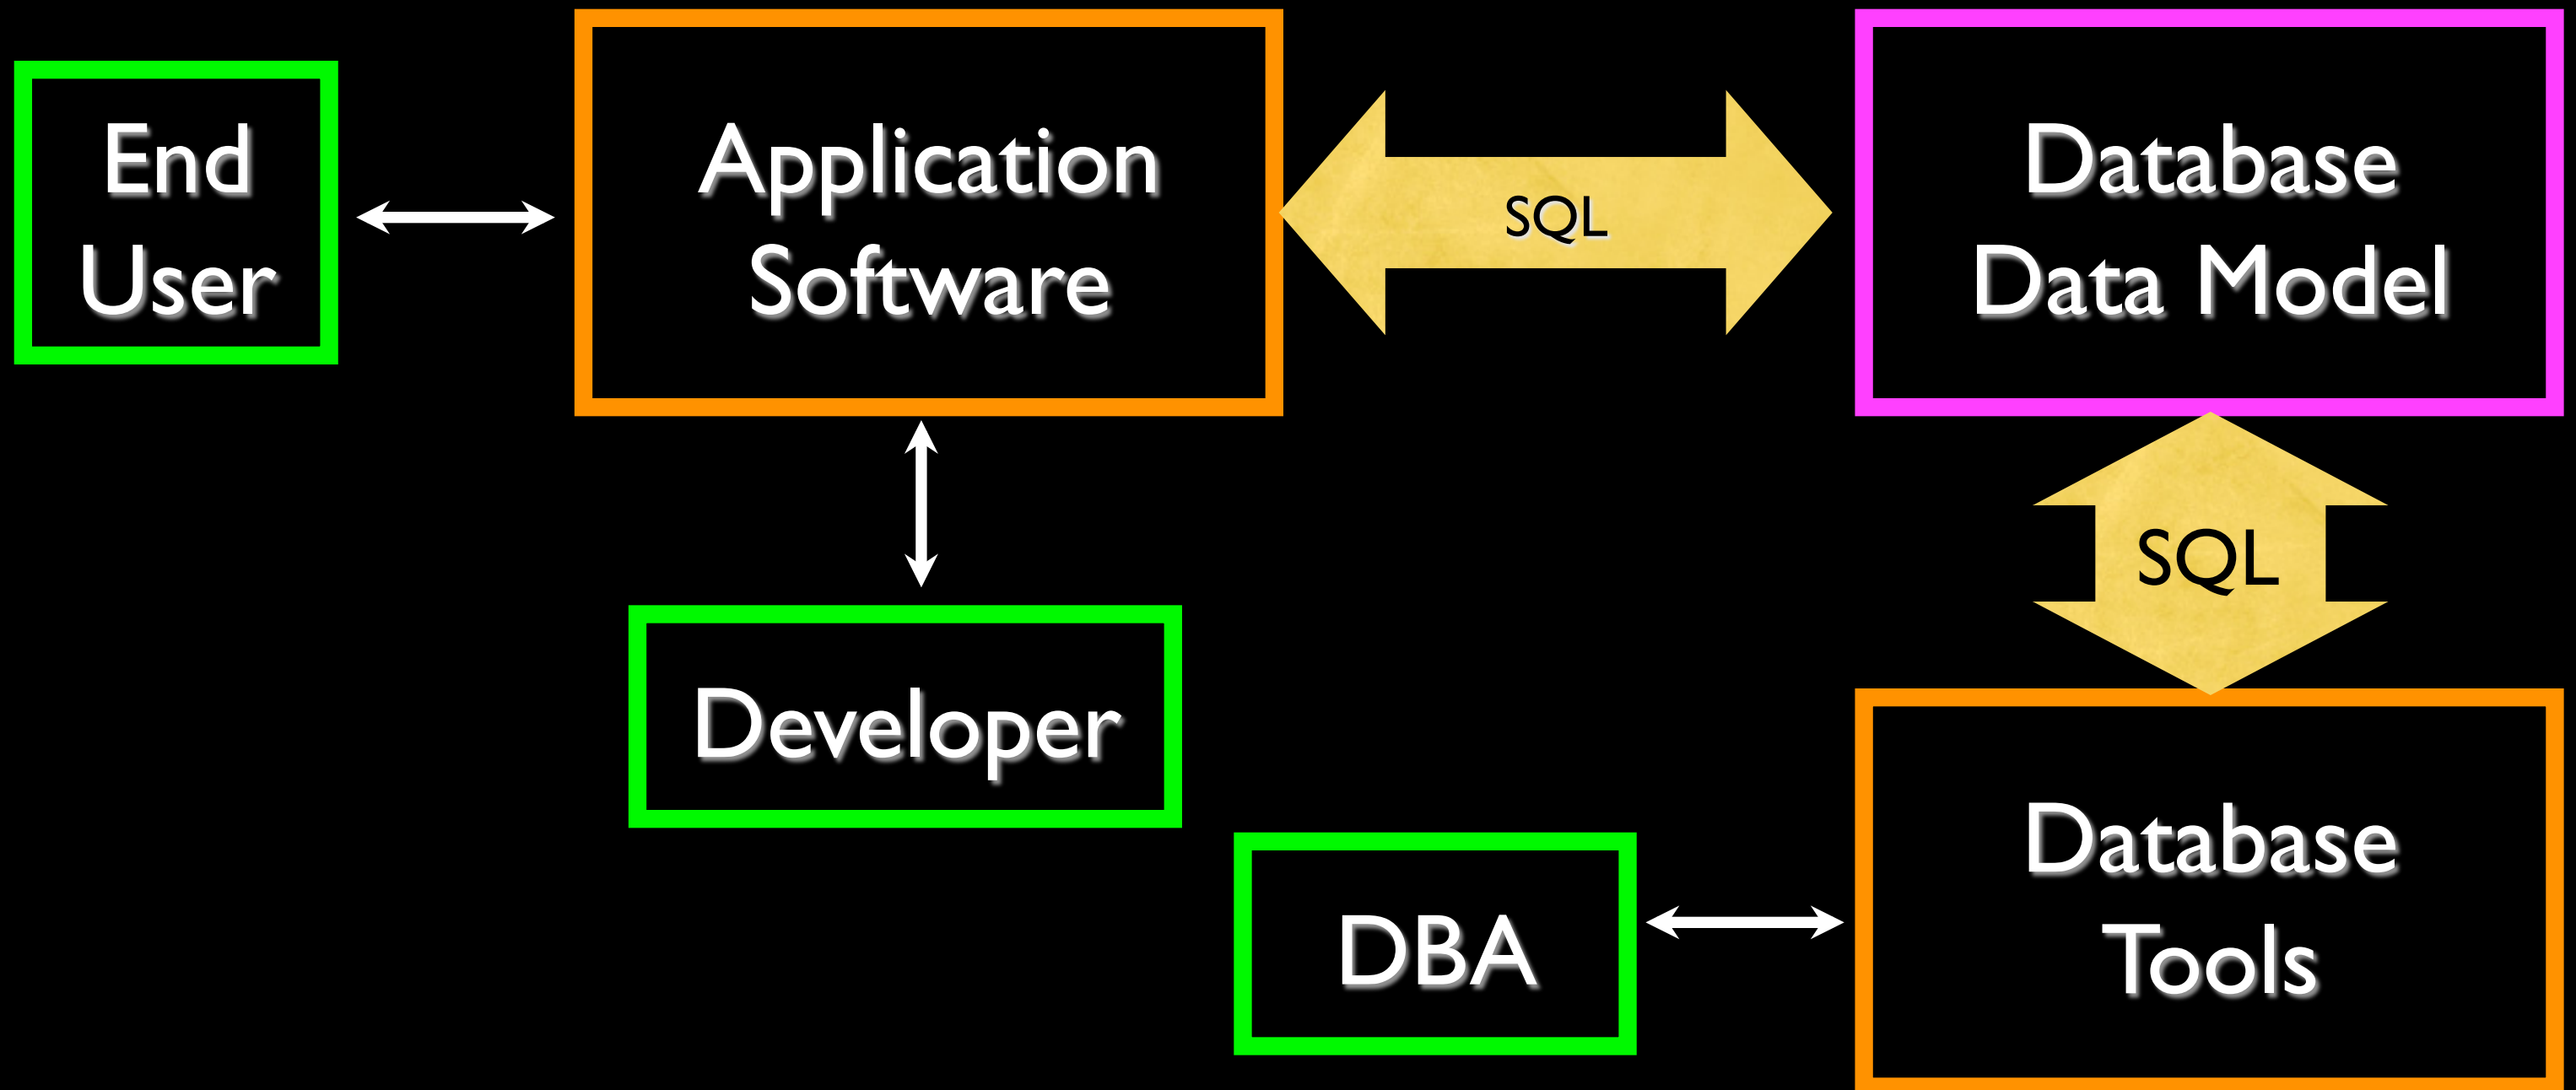 End
User
Application
Software
SQL
Database
Data Model
SQL
Developer
DBA
Database
Tools